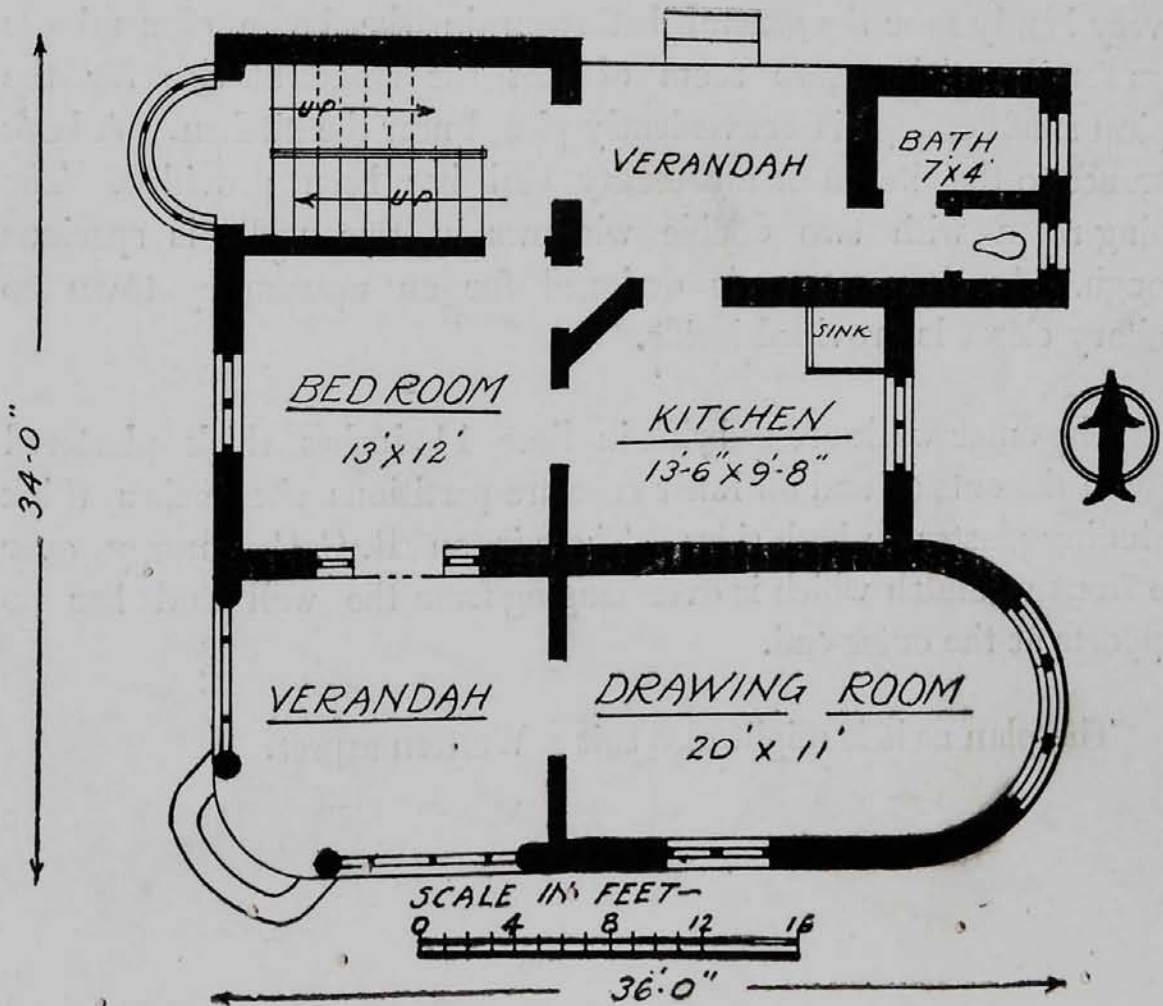 UP
UP
VERANDAH
BATH
7'X4'
SINK
BED ROOM
13'X12'
KITCHEN
13'-6"X9'-8"
34'-0"
VERANDAH
DRAWING ROOM
20'X11'
SCALE IN FEET
0 4 8 12 16
36'-0"